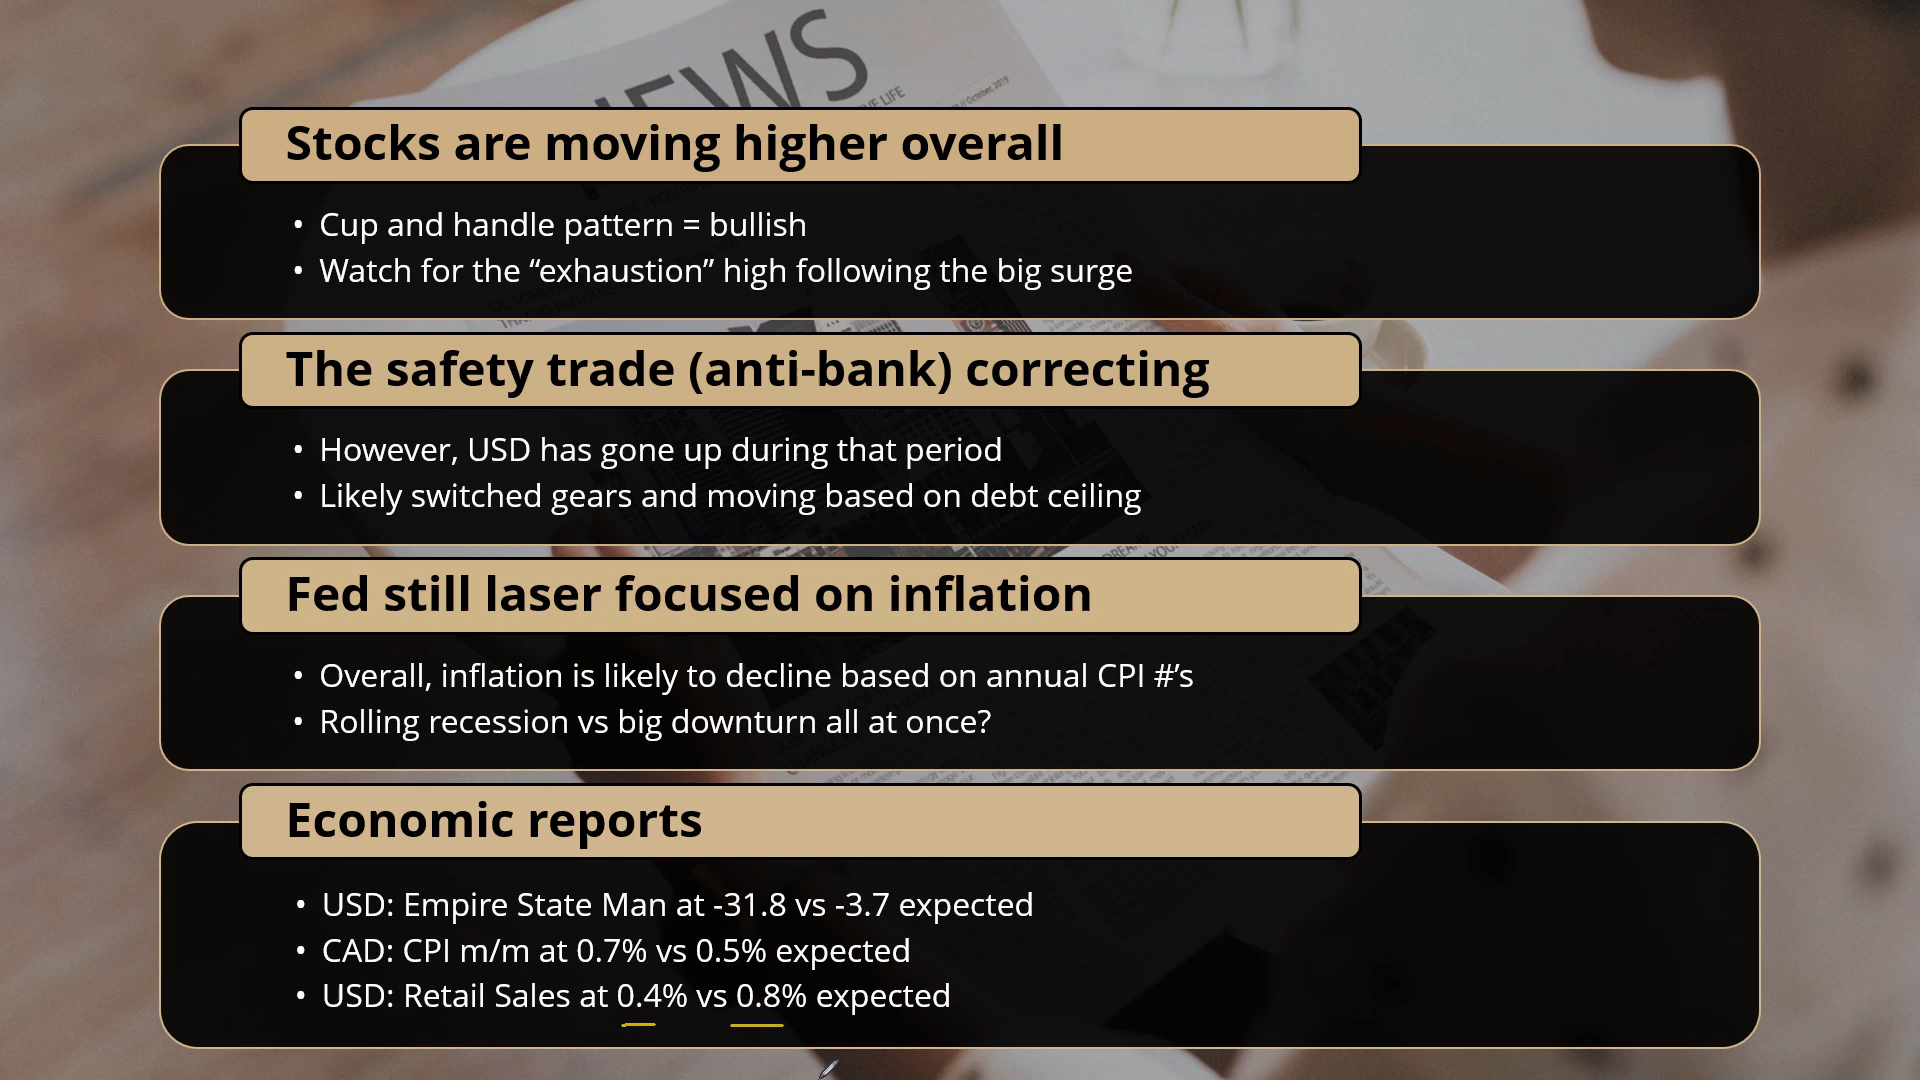 NEWS
Stocks are moving higher overall
• Cup and handle pattern = bullish
• Watch for the “exhaustion” high following the big surge
The safety trade (anti-bank) correcting
• However, USD has gone up during that period
• Likely switched gears and moving based on debt ceiling
Fed still laser focused on inflation
• Overall, inflation is likely to decline based on annual CPI #’s
• Rolling recession vs big downturn all at once?
Economic reports
• USD: Empire State Man at -31.8 vs -3.7 expected
• CAD: CPI m/m at 0.7% vs 0.5% expected
• USD: Retail Sales at 0.4% vs 0.8% expected